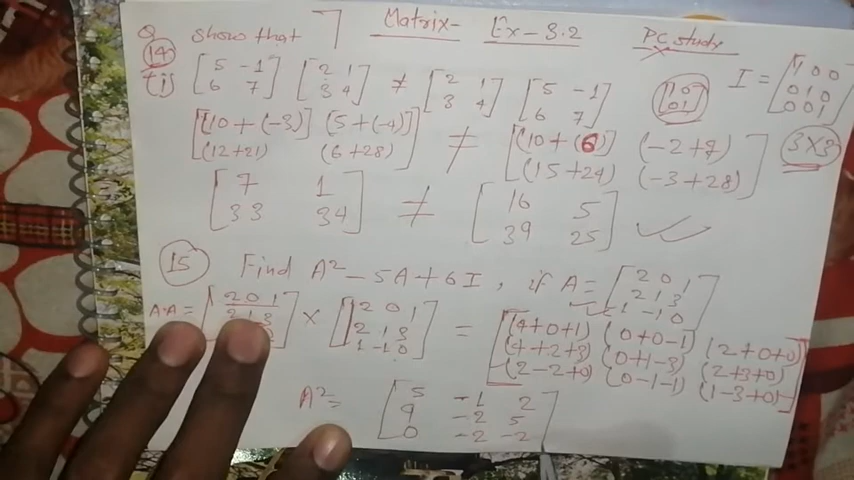 Q Show that Matrix- Ex-3.2 PC study
(14) (i) [5 -1] [2 1] ≠ [2 1] [5 -1] [1 0] I = [1 0 0]
[6 7] [3 4] [3 4] [6 7] [0 1] [0 1 0]
[0 0 1]
[[10+(-3)] [5+(-4)]] ≠ [(10+(6)) (-2+7)] 3x3
[(12+21) (6+28)] [(15+24) (-3+28)]
[7 1] ≠ [16 5]
[33 34] [39 25]
(15) Find A² - 5A + 6I, if A = [2 0 1]
[2 1 3]
[1 -1 0]
A·A = [2 0 1] × [2 0 1] = [(4+0+1) (0+0-1) (2+0+0)]
[2 1 3] [2 1 3] [(4+2+3) (0+1-3) (2+3+0)]
[1 -1 0] [(2-2+0) (0-1-1) (1-3+0)]
A² = [5 -1 2]
[9 -2 5]
[0 -2 -2]